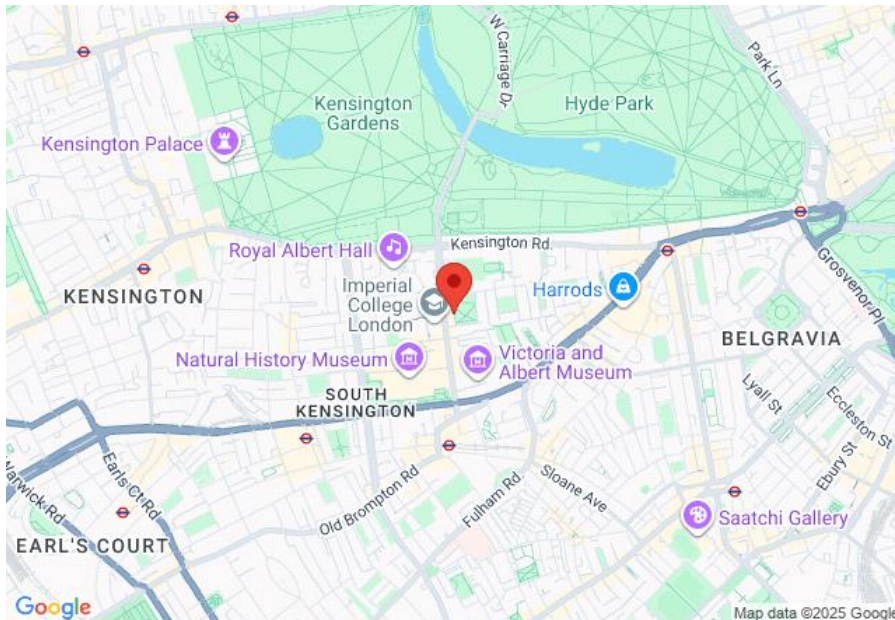 W Carriage Dr.
Park Ln
Kensington
Gardens
Hyde Park
Kensington Palace
Royal Albert Hall
Kensington Rd.
Grosvenor Pl
KENSINGTON
Imperial
College
London
Harrods
BELGRAVIA
Natural History Museum
Victoria and
Albert Museum
SOUTH
KENSINGTON
Lyall St
Eccleston St
Ebury St
Warwick Rd
Earls Ct Rd
Old Brompton Rd
Fulham Rd
Sloane Ave
Saatchi Gallery
EARL'S COURT
Google
Map data ©2025 Google